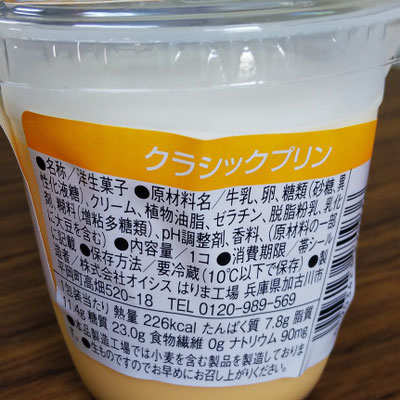 クラシックプリン
●名称/洋生菓子 ●原材料名/牛乳、卵、糖類(砂糖、異
性化液糖)、クリーム、植物油脂、ゼラチン、脱脂粉乳、乳化
剤、糊料(増粘多糖類)、pH調整剤、香料、(原材料の一部
に大豆を含む) ●内容量/1コ ●消費期限/帯シール
に記載 ●保存方法/要冷蔵(10℃以下で保存) ●製
造者/株式会社オイシス はりま工場 兵庫県加古川市
平岡町高畑520-18 TEL 0120-989-569
1包装当たり 熱量 226kcal たんぱく質 7.8g 脂質
11.4g 糖質 23.0g 食物繊維 0g ナトリウム 90mg
●本品製造工場では小麦を含む製品を製造しておりま
す。●生ものですのでお早めにお召し上がりください。